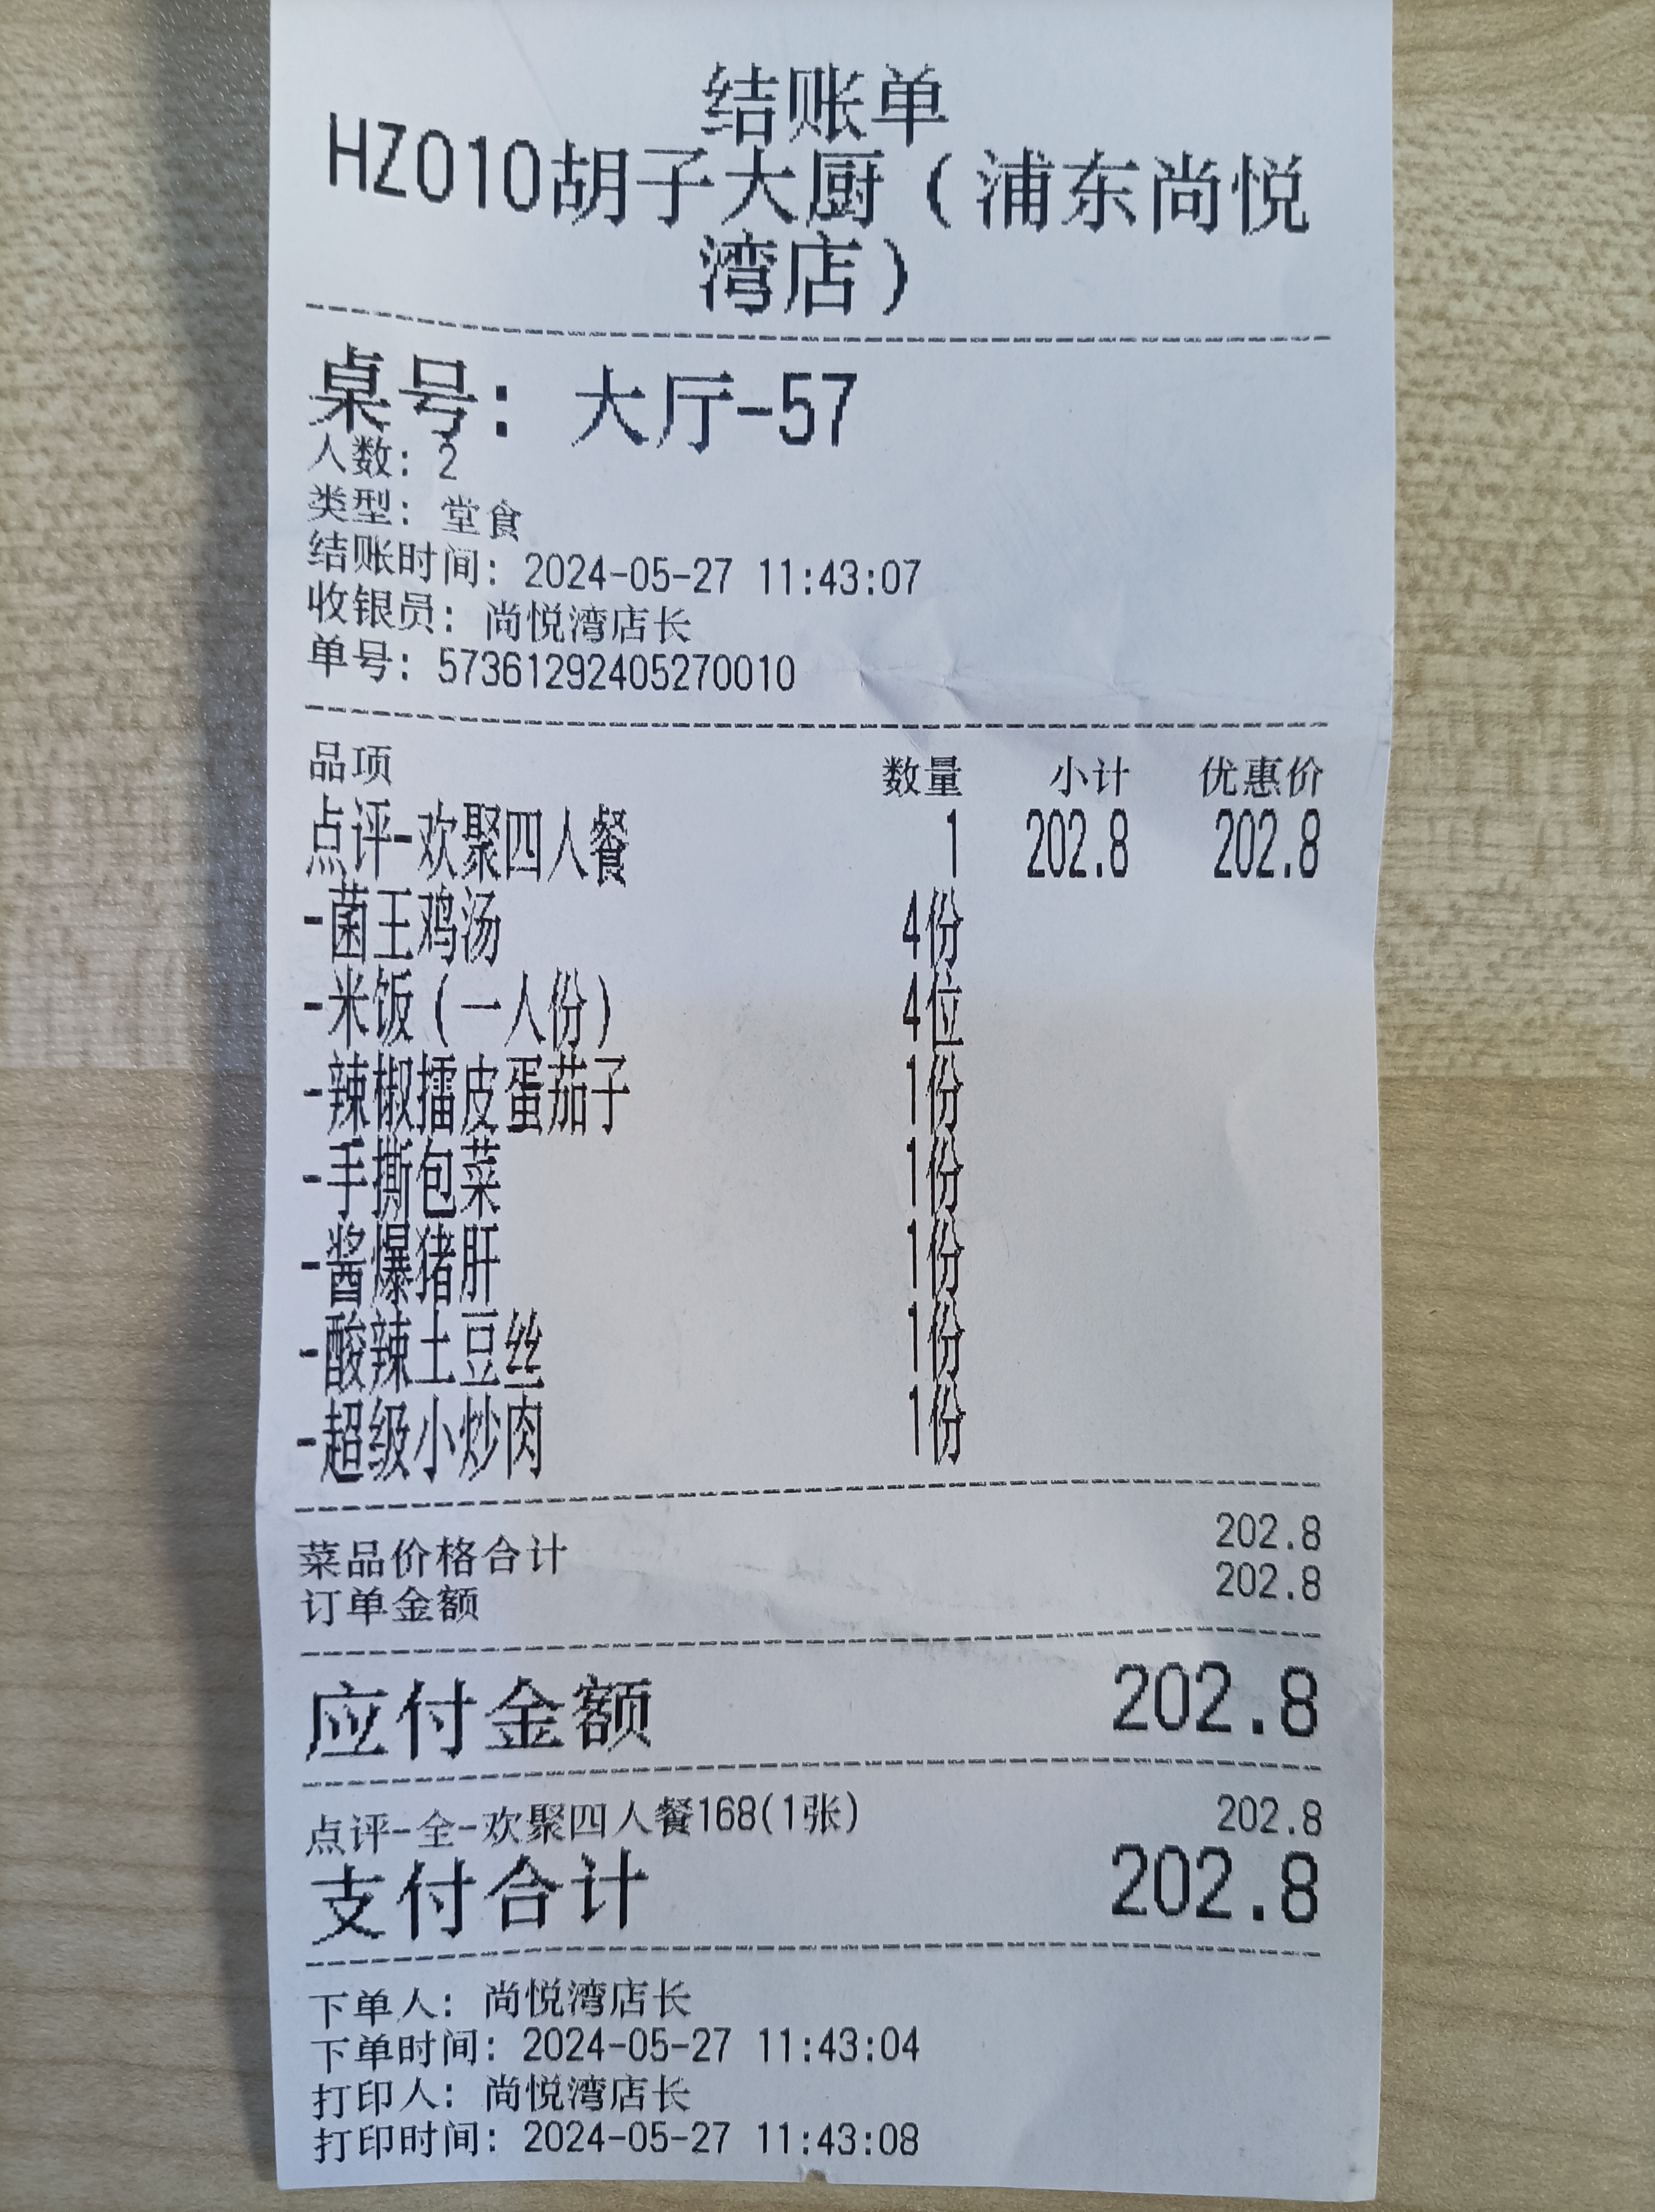 结账单
HZ010胡子大厨（浦东尚悦
湾店）
桌号：大厅-57
人数：2
类型：堂食
结账时间：2024-05-27 11:43:07
收银员：尚悦湾店长
单号：57361292405270010
品项 数量 小计 优惠价
点评-欢聚四人餐 1 202.8 202.8
-菌王鸡汤 4份
-米饭（一人份） 4位
-辣椒擂皮蛋茄子 1份
-手撕包菜 1份
-酱爆猪肝 1份
-酸辣土豆丝 1份
-超级小炒肉 1份
菜品价格合计 202.8
订单金额 202.8
应付金额 202.8
点评-全-欢聚四人餐168(1张) 202.8
支付合计 202.8
下单人：尚悦湾店长
下单时间：2024-05-27 11:43:04
打印人：尚悦湾店长
打印时间：2024-05-27 11:43:08